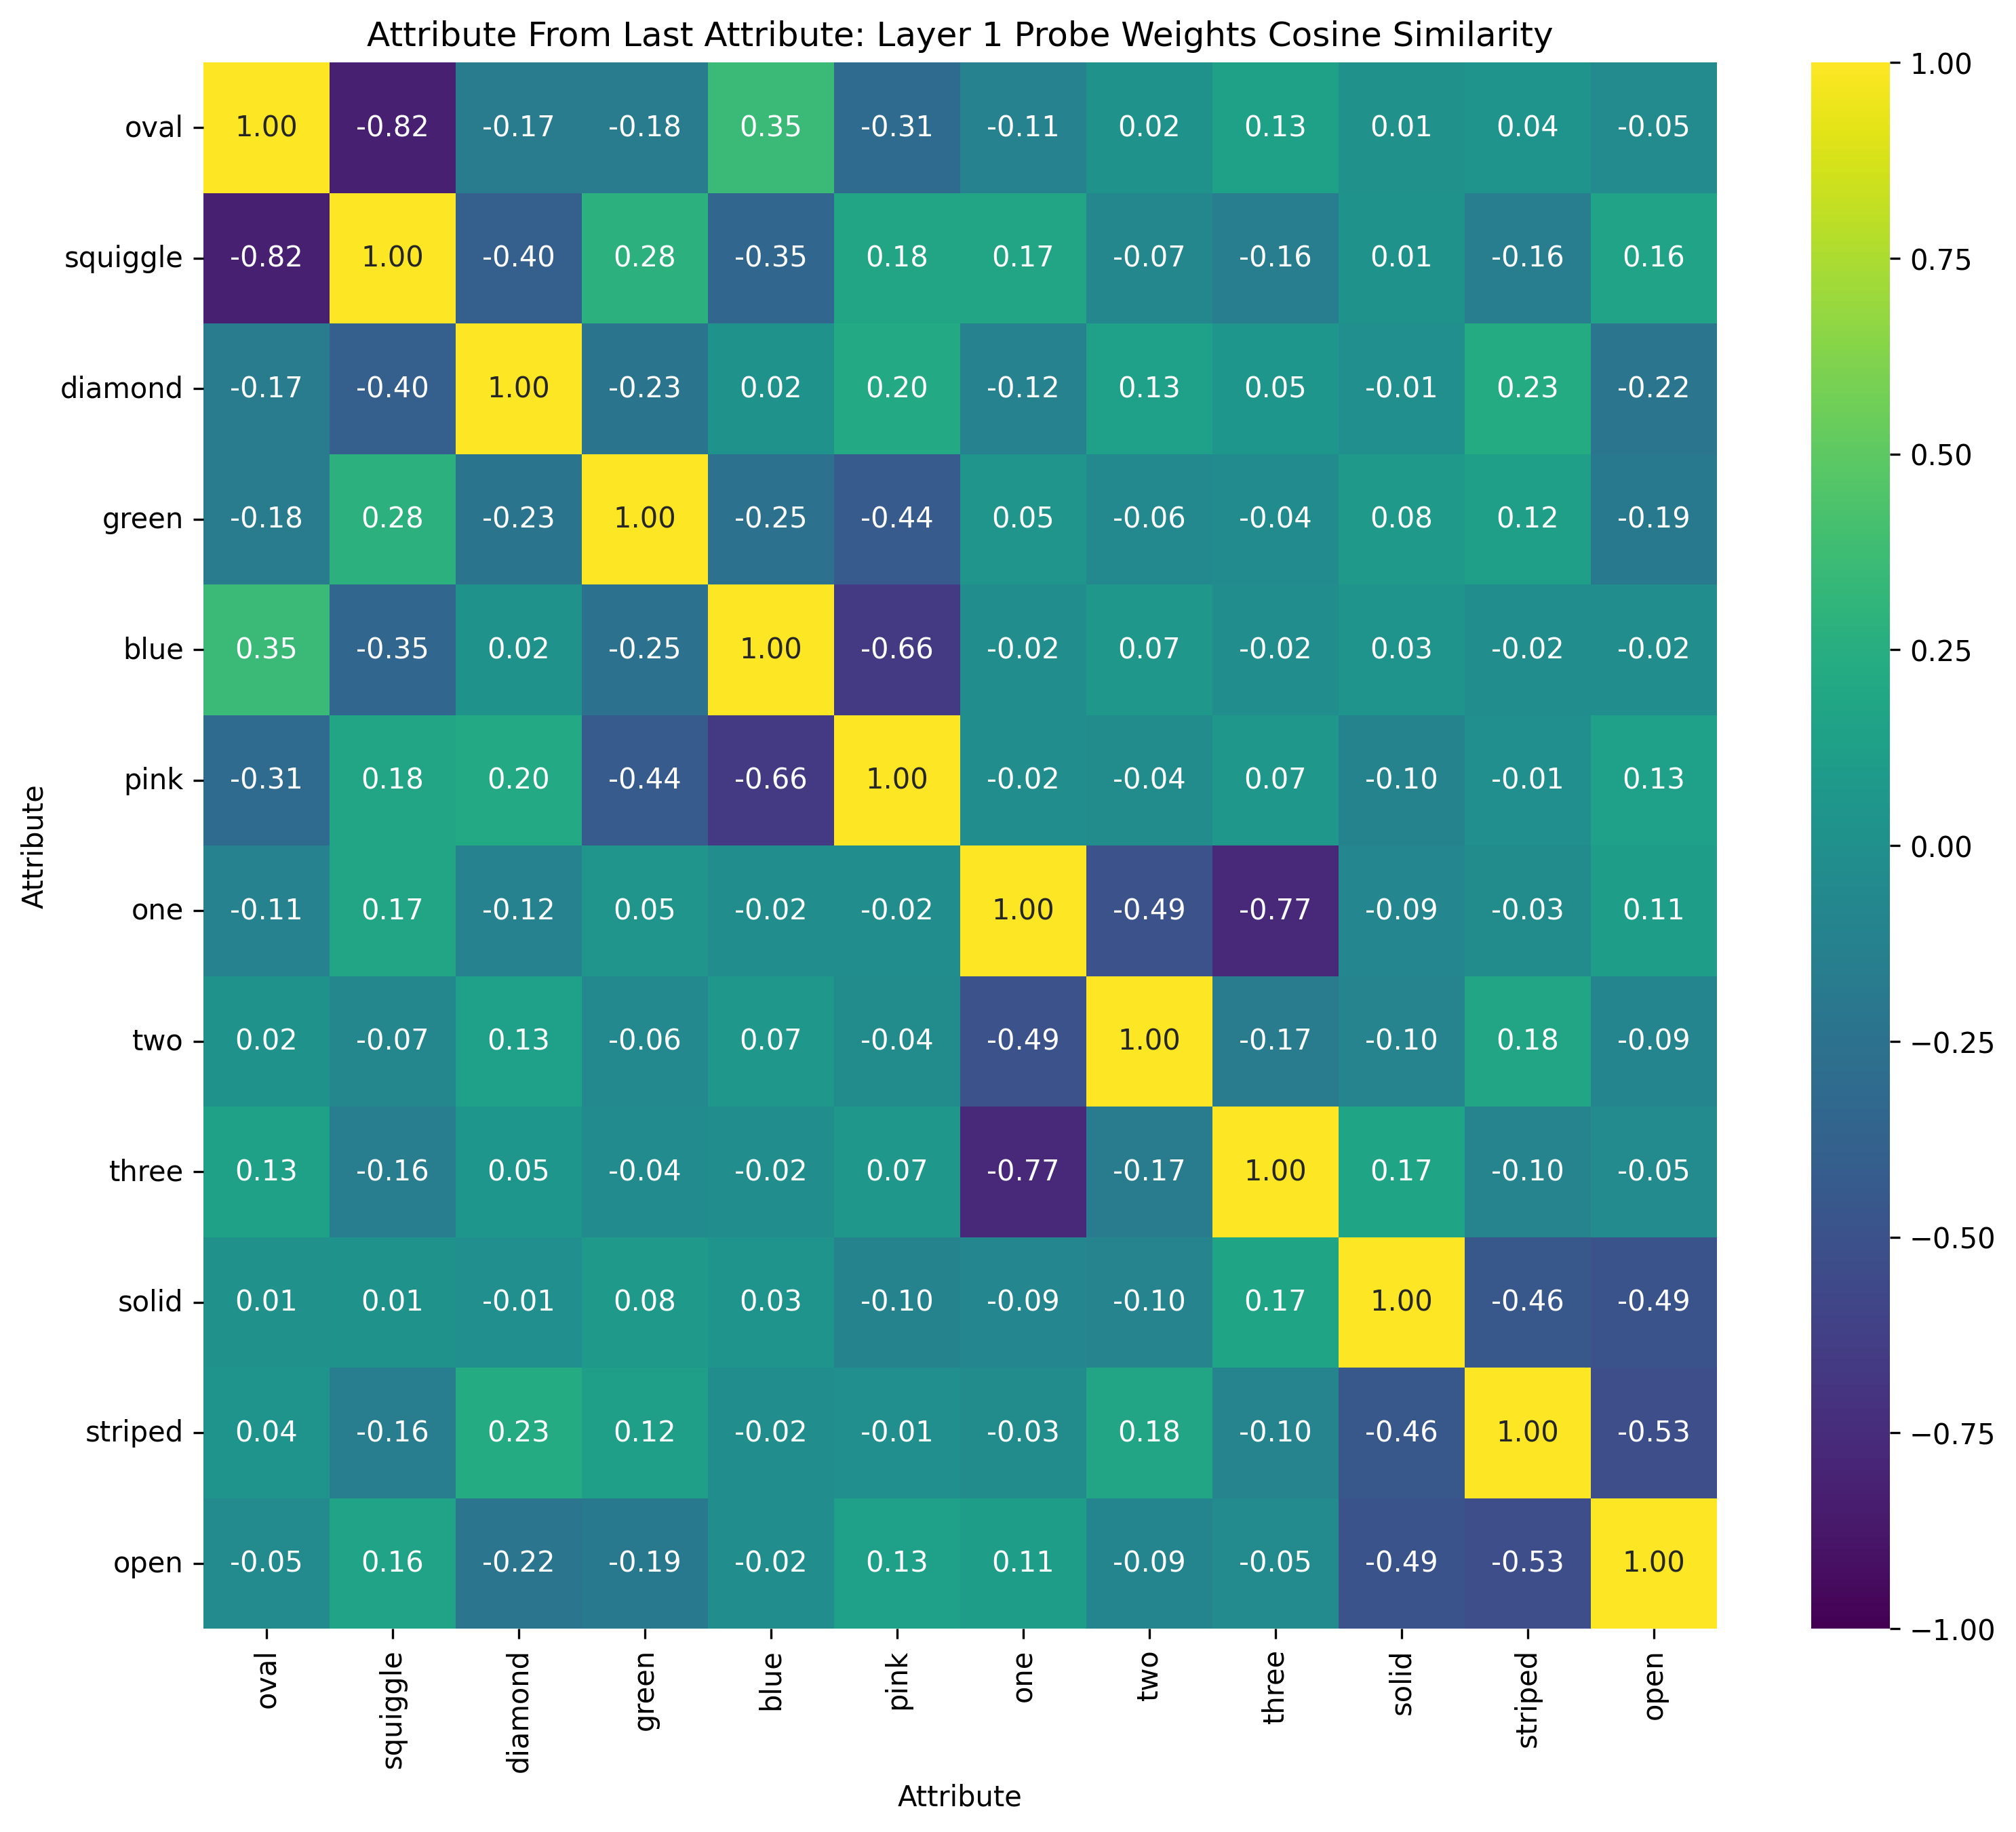 Attribute From Last Attribute: Layer 1 Probe Weights Cosine Similarity
oval 1.00 -0.82 -0.17 -0.18 0.35 -0.31 -0.11 0.02 0.13 0.01 0.04 -0.05
squiggle -0.82 1.00 -0.40 0.28 -0.35 0.18 0.17 -0.07 -0.16 0.01 -0.16 0.16
diamond -0.17 -0.40 1.00 -0.23 0.02 0.20 -0.12 0.13 0.05 -0.01 0.23 -0.22
green -0.18 0.28 -0.23 1.00 -0.25 -0.44 0.05 -0.06 -0.04 0.08 0.12 -0.19
blue 0.35 -0.35 0.02 -0.25 1.00 -0.66 -0.02 0.07 -0.02 0.03 -0.02 -0.02
pink -0.31 0.18 0.20 -0.44 -0.66 1.00 -0.02 -0.04 0.07 -0.10 -0.01 0.13
one -0.11 0.17 -0.12 0.05 -0.02 -0.02 1.00 -0.49 -0.77 -0.09 -0.03 0.11
two 0.02 -0.07 0.13 -0.06 0.07 -0.04 -0.49 1.00 -0.17 -0.10 0.18 -0.09
three 0.13 -0.16 0.05 -0.04 -0.02 0.07 -0.77 -0.17 1.00 0.17 -0.10 -0.05
solid 0.01 0.01 -0.01 0.08 0.03 -0.10 -0.09 -0.10 0.17 1.00 -0.46 -0.49
striped 0.04 -0.16 0.23 0.12 -0.02 -0.01 -0.03 0.18 -0.10 -0.46 1.00 -0.53
open -0.05 0.16 -0.22 -0.19 -0.02 0.13 0.11 -0.09 -0.05 -0.49 -0.53 1.00
oval squiggle diamond green blue pink one two three solid striped open
Attribute
Attribute
1.00
0.75
0.50
0.25
0.00
−0.25
−0.50
−0.75
−1.00